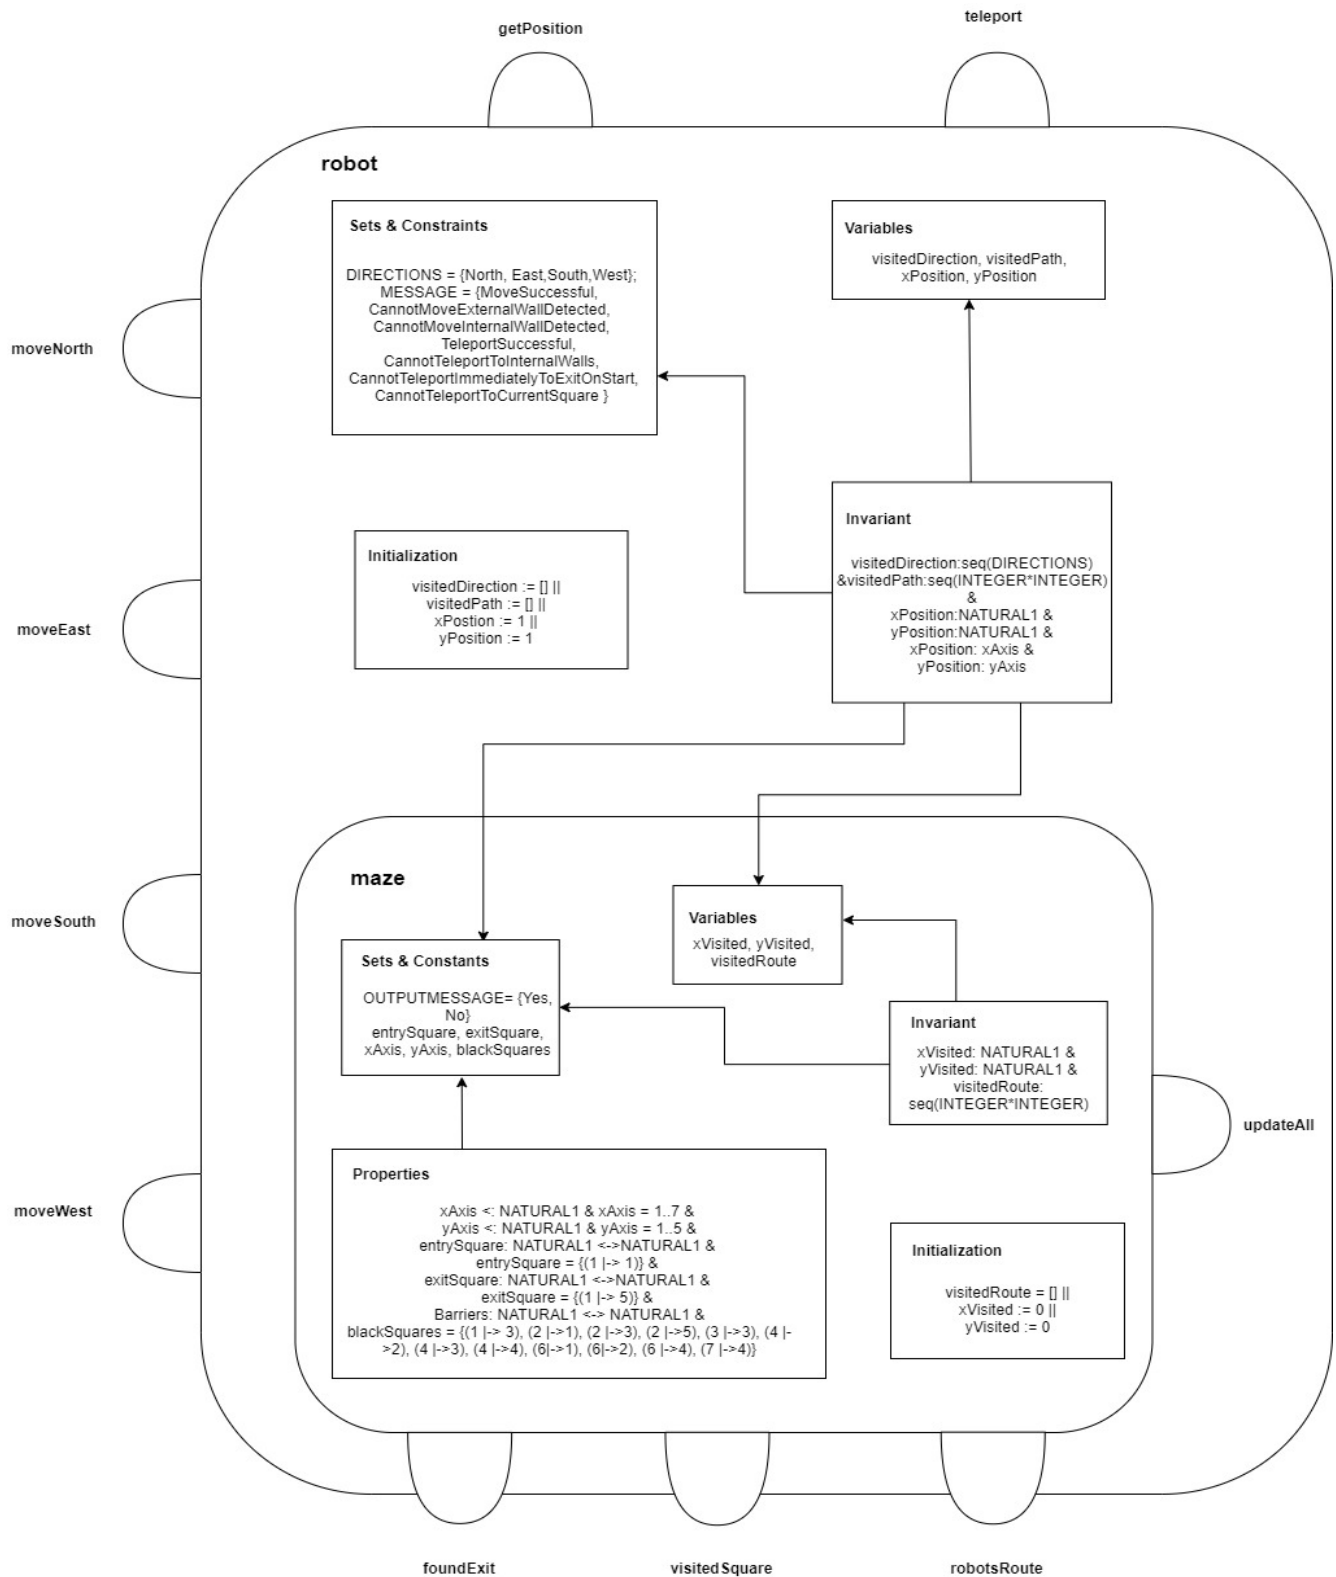 getPosition
teleport
robot
Sets & Constraints
DIRECTIONS = {North, East,South,West};
MESSAGE = {MoveSuccessful,
CannotMoveExternalWallDetected,
CannotMoveInternalWallDetected,
TeleportSuccessful,
CannotTeleportToInternalWalls,
CannotTeleportImmediatelyToExitOnStart,
CannotTeleportToCurrentSquare }
Variables
visitedDirection, visitedPath,
xPosition, yPosition
moveNorth
Invariant
visitedDirection:seq(DIRECTIONS)
&visitedPath:seq(INTEGER*INTEGER)
&
xPosition:NATURAL1 &
yPosition:NATURAL1 &
xPosition: xAxis &
yPosition: yAxis
Initialization
visitedDirection := [] ||
visitedPath := [] ||
xPostion := 1 ||
yPosition := 1
moveEast
maze
moveSouth
Variables
xVisited, yVisited,
visitedRoute
Sets & Constants
OUTPUTMESSAGE= {Yes,
No}
entrySquare, exitSquare,
xAxis, yAxis, blackSquares
Invariant
xVisited: NATURAL1 &
yVisited: NATURAL1 &
visitedRoute:
seq(INTEGER*INTEGER)
updateAll
moveWest
Properties
xAxis <: NATURAL1 & xAxis = 1..7 &
yAxis <: NATURAL1 & yAxis = 1..5 &
entrySquare: NATURAL1 <->NATURAL1 &
entrySquare = {(1 |-> 1)} &
exitSquare: NATURAL1 <->NATURAL1 &
exitSquare = {(1 |-> 5)} &
Barriers: NATURAL1 <-> NATURAL1 &
blackSquares = {(1 |-> 3), (2 |->1), (2 |->3), (2 |->5), (3 |->3), (4 |-
>2), (4 |->3), (4 |->4), (6|->1), (6|->2), (6 |->4), (7 |->4)}
Initialization
visitedRoute = [] ||
xVisited := 0 ||
yVisited := 0
foundExit
visitedSquare
robotsRoute